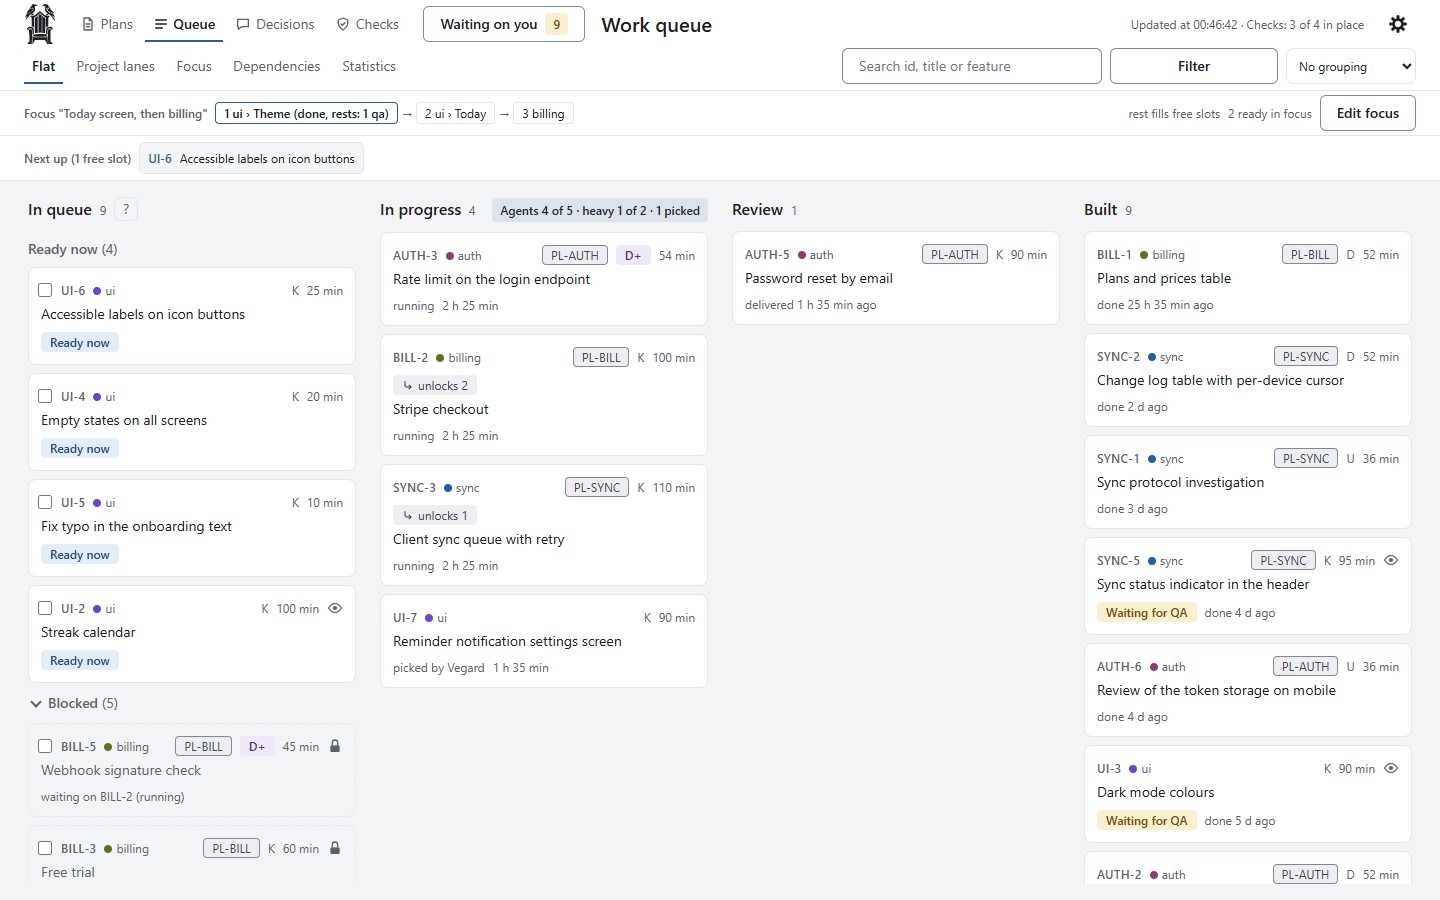 Plans
Queue
Decisions
Checks
Waiting on you 9
Work queue
Updated at 00:46:42 · Checks: 3 of 4 in place
Flat
Project lanes
Focus
Dependencies
Statistics
Search id, title or feature
Filter
No grouping
Focus "Today screen, then billing"
1 ui › Theme (done, rests: 1 qa) → 2 ui › Today → 3 billing
rest fills free slots 2 ready in focus
Edit focus
Next up (1 free slot)
UI-6 Accessible labels on icon buttons
In queue 9 ?
Ready now (4)
UI-6 ui K 25 min
Accessible labels on icon buttons
Ready now
UI-4 ui K 20 min
Empty states on all screens
Ready now
UI-5 ui K 10 min
Fix typo in the onboarding text
Ready now
UI-2 ui K 100 min
Streak calendar
Ready now
Blocked (5)
BILL-5 billing PL-BILL D+ 45 min
Webhook signature check
waiting on BILL-2 (running)
BILL-3 billing PL-BILL K 60 min
Free trial
In progress 4
Agents 4 of 5 · heavy 1 of 2 · 1 picked
AUTH-3 auth PL-AUTH D+ 54 min
Rate limit on the login endpoint
running 2 h 25 min
BILL-2 billing PL-BILL K 100 min
↳ unlocks 2
Stripe checkout
running 2 h 25 min
SYNC-3 sync PL-SYNC K 110 min
↳ unlocks 1
Client sync queue with retry
running 2 h 25 min
UI-7 ui K 90 min
Reminder notification settings screen
picked by Vegard 1 h 35 min
Review 1
AUTH-5 auth PL-AUTH K 90 min
Password reset by email
delivered 1 h 35 min ago
Built 9
BILL-1 billing PL-BILL D 52 min
Plans and prices table
done 25 h 35 min ago
SYNC-2 sync PL-SYNC D 52 min
Change log table with per-device cursor
done 2 d ago
SYNC-1 sync PL-SYNC U 36 min
Sync protocol investigation
done 3 d ago
SYNC-5 sync PL-SYNC K 95 min
Sync status indicator in the header
Waiting for QA done 4 d ago
AUTH-6 auth PL-AUTH U 36 min
Review of the token storage on mobile
done 4 d ago
UI-3 ui K 90 min
Dark mode colours
Waiting for QA done 5 d ago
AUTH-2 auth PL-AUTH D 52 min